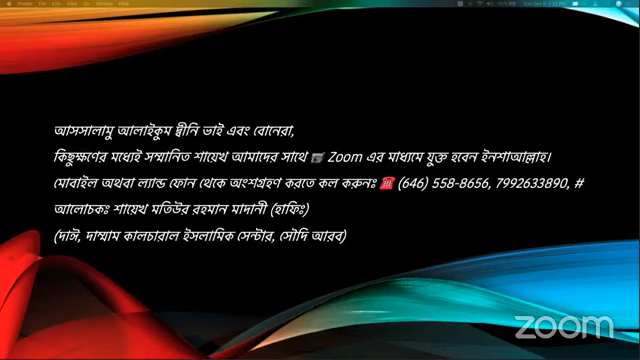 আসসালামু আলাইকুম দ্বীনি ভাই এবং বোনেরা,
কিছুক্ষণের মধ্যেই সম্মানিত শায়েখ আমাদের সাথে Zoom এর মাধ্যমে যুক্ত হবেন ইনশাআল্লাহ।
মোবাইল অথবা ল্যান্ড ফোন থেকে অংশগ্রহণ করতে কল করুনঃ ☎️ (646) 558-8656, 7992633890, #
আলোচকঃ শায়েখ মতিউর রহমান মাদানী (হাফিঃ)
(দাঈ, দাম্মাম কালচারাল ইসলামিক সেন্টার, সৌদি আরব)
zoom